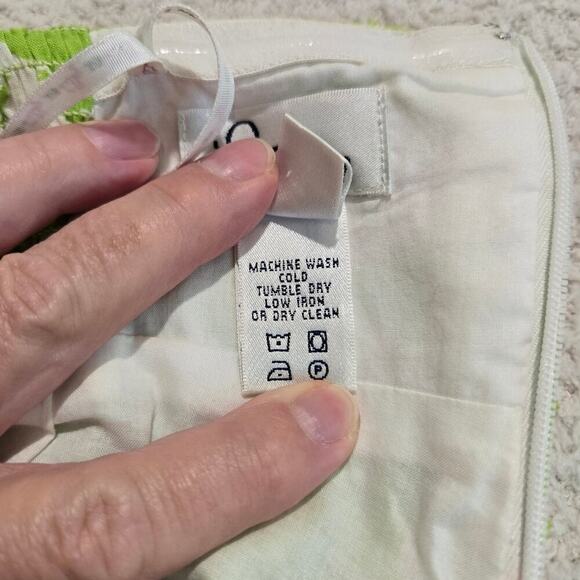 MACHINE WASH
COLD
TUMBLE DRY
LOW IRON
OR DRY CLEAN
P